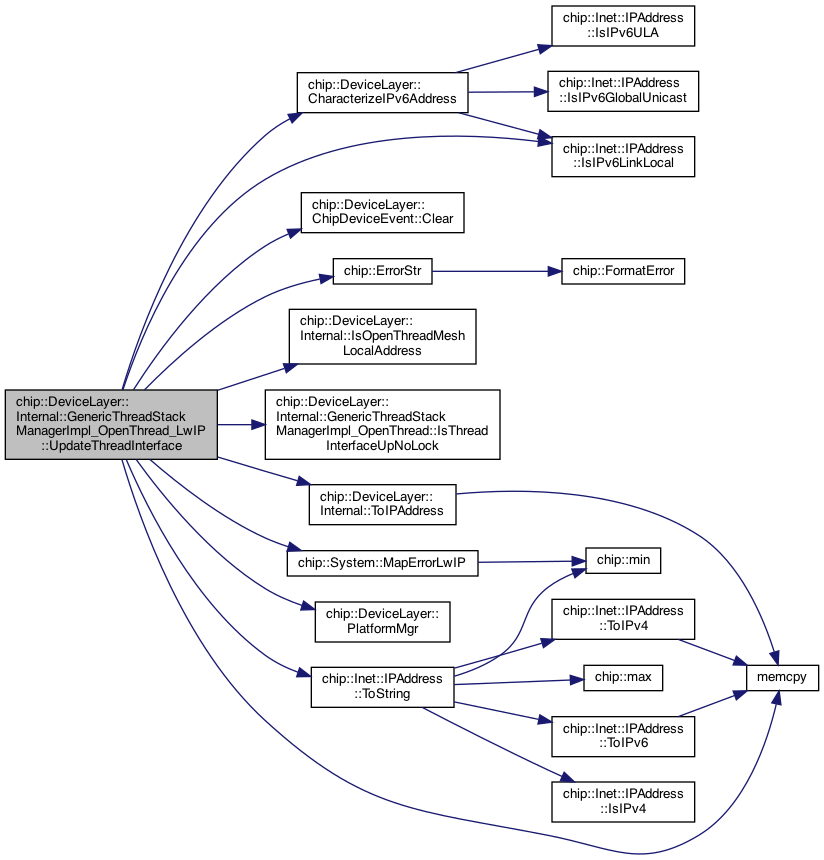 chip::Inet::IPAddress
::IsIPv6ULA
chip::DeviceLayer::
CharacterizeIPv6Address
chip::Inet::IPAddress
::IsIPv6GlobalUnicast
chip::Inet::IPAddress
::IsIPv6LinkLocal
chip::DeviceLayer::
ChipDeviceEvent::Clear
chip::ErrorStr
chip::FormatError
chip::DeviceLayer::
Internal::IsOpenThreadMesh
LocalAddress
chip::DeviceLayer::
Internal::GenericThreadStack
ManagerImpl_OpenThread_LwIP
::UpdateThreadInterface
chip::DeviceLayer::
Internal::GenericThreadStack
ManagerImpl_OpenThread::IsThread
InterfaceUpNoLock
chip::DeviceLayer::
Internal::ToIPAddress
chip::System::MapErrorLwIP
chip::min
chip::DeviceLayer::
PlatformMgr
chip::Inet::IPAddress
::ToIPv4
chip::Inet::IPAddress
::ToString
chip::max
memcpy
chip::Inet::IPAddress
::ToIPv6
chip::Inet::IPAddress
::IsIPv4